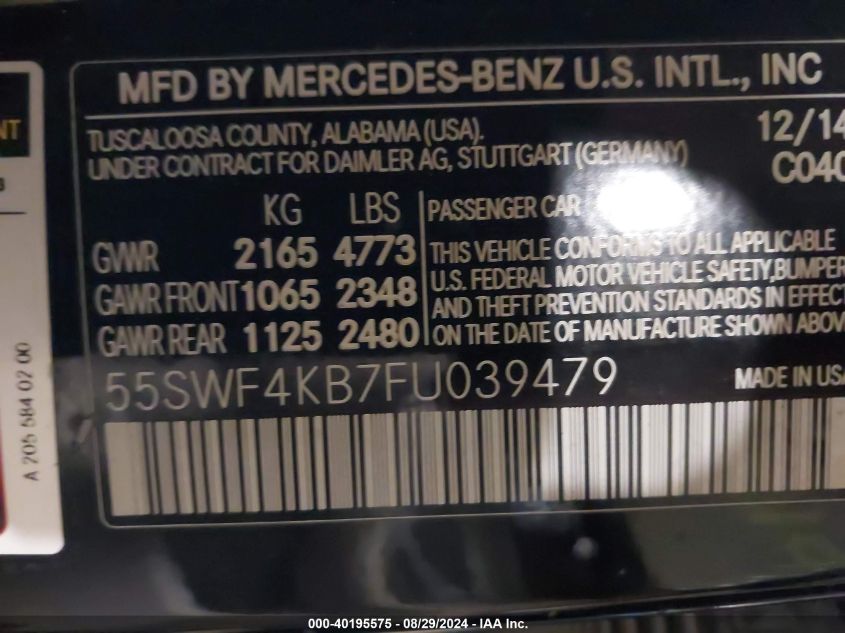 MFD BY MERCEDES-BENZ U.S. INTL., INC
TUSCALOOSA COUNTY, ALABAMA (USA).
12/14
UNDER CONTRACT FOR DAIMLER AG, STUTTGART (GERMANY)
C040
KG LBS
GVWR 2165 4773
GAWR FRONT 1065 2348
GAWR REAR 1125 2480
PASSENGER CAR
THIS VEHICLE CONFORMS TO ALL APPLICABLE
U.S. FEDERAL MOTOR VEHICLE SAFETY, BUMPER
AND THEFT PREVENTION STANDARDS IN EFFECT
ON THE DATE OF MANUFACTURE SHOWN ABOV
55SWF4KB7FU039479
MADE IN USA
A 205 584 02 00
NT
000-40195575 - 08/29/2024 - IAA Inc.